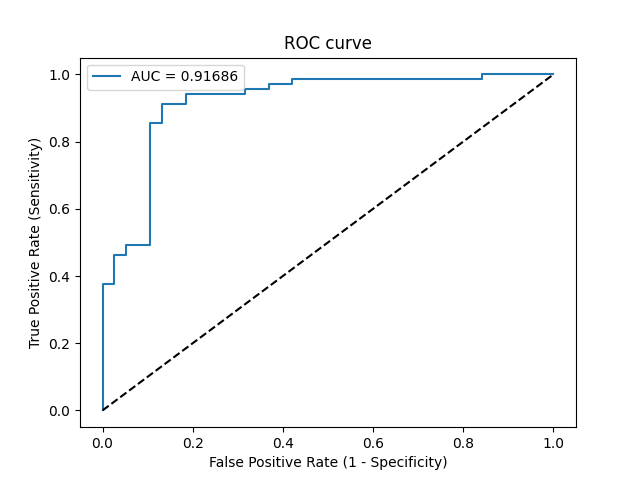 ROC curve
AUC = 0.91686
1.0
0.8
0.6
0.4
0.2
0.0
True Positive Rate (Sensitivity)
0.0 0.2 0.4 0.6 0.8 1.0
False Positive Rate (1 - Specificity)